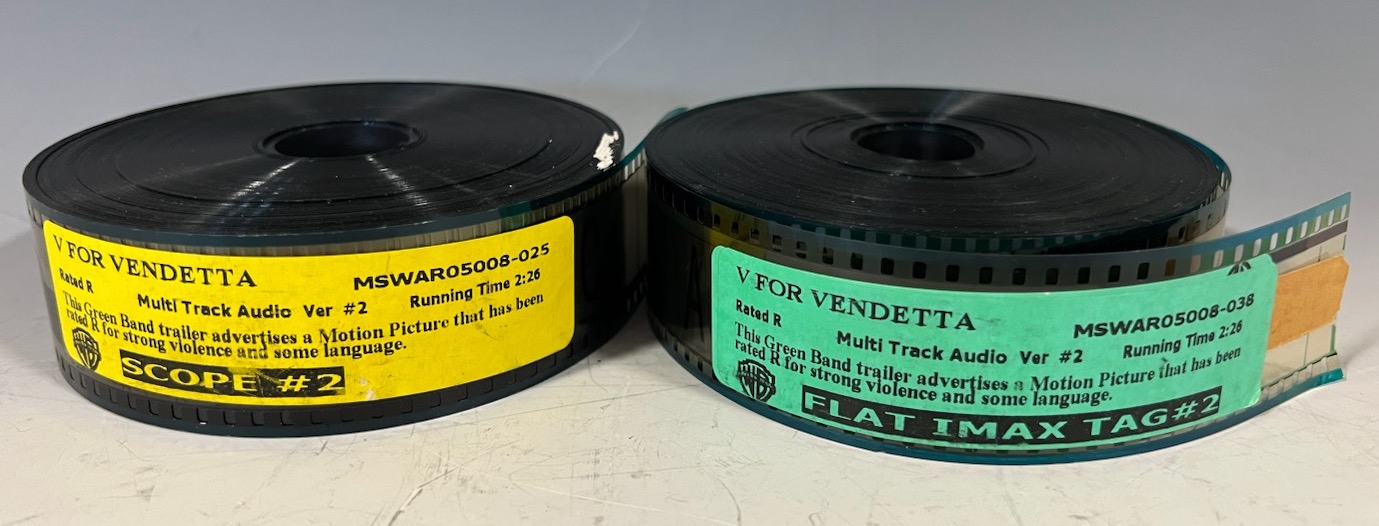 V FOR VENDETTA
Rated R
MSWAR05008-025
Multi Track Audio Ver #2
Running Time 2:26
This Green Band trailer advertises a Motion Picture that has been
rated R for strong violence and some language.
WB
SCOPE #2
V FOR VENDETTA
Rated R
MSWAR05008-038
Multi Track Audio Ver #2
Running Time 2:26
This Green Band trailer advertises a Motion Picture that has been
rated R for strong violence and some language.
WB
FLAT IMAX TAG#2